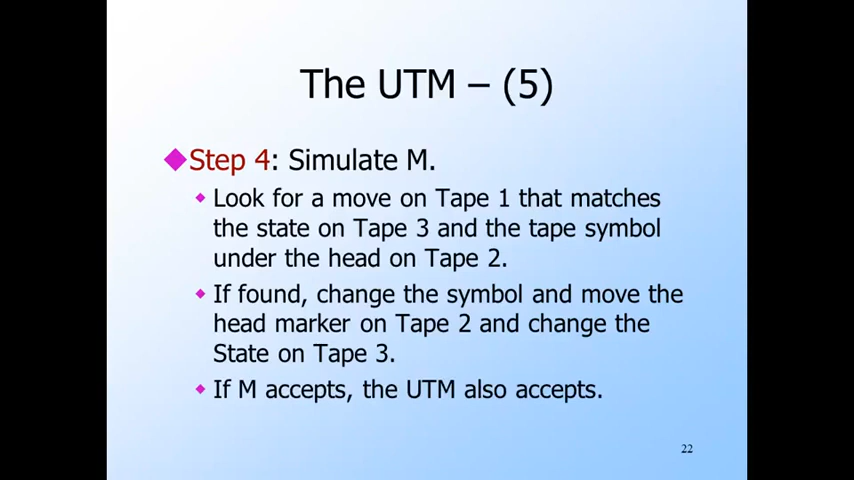 The UTM – (5)
Step 4: Simulate M.
Look for a move on Tape 1 that matches
the state on Tape 3 and the tape symbol
under the head on Tape 2.
If found, change the symbol and move the
head marker on Tape 2 and change the
State on Tape 3.
If M accepts, the UTM also accepts.
22